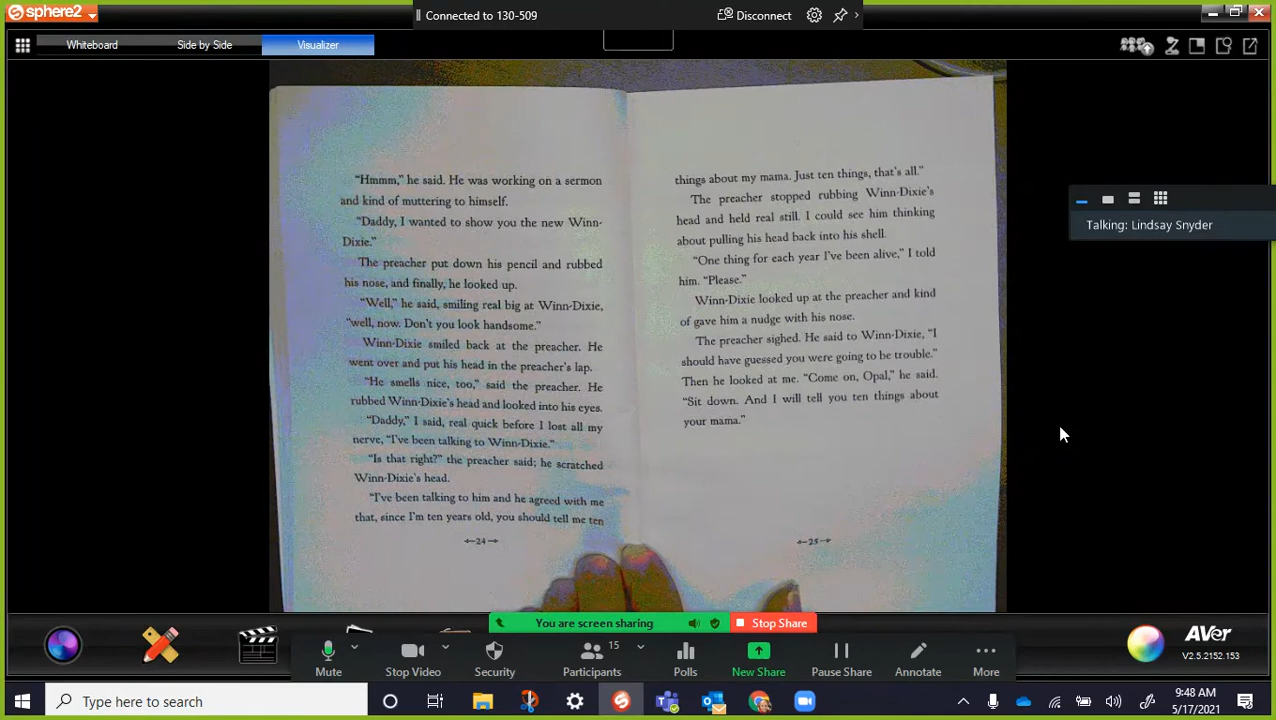 sphere2
Connected to 130-509
Disconnect
Whiteboard
Side by Side
Visualizer
Talking: Lindsay Snyder
“Hmmm,” he said. He was working on a sermon
and kind of muttering to himself.
“Daddy, I wanted to show you the new Winn-
Dixie.”
The preacher put down his pencil and rubbed
his nose, and finally, he looked up.
“Well,” he said, smiling real big at Winn-Dixie,
“well, now. Don’t you look handsome.”
Winn-Dixie smiled back at the preacher. He
went over and put his head in the preacher’s lap.
“He smells nice, too,” said the preacher. He
rubbed Winn-Dixie’s head and looked into his eyes.
“Daddy,” I said, real quick before I lost all my
nerve, “I’ve been talking to Winn-Dixie.”
“Is that right?” the preacher said; he scratched
Winn-Dixie’s head.
“I’ve been talking to him and he agreed with me
that, since I’m ten years old, you should tell me ten
24
things about my mama. Just ten things, that’s all.”
The preacher stopped rubbing Winn-Dixie’s
head and held real still. I could see him thinking
about pulling his head back into his shell.
“One thing for each year I’ve been alive,” I told
him. “Please.”
Winn-Dixie looked up at the preacher and kind
of gave him a nudge with his nose.
The preacher sighed. He said to Winn-Dixie, “I
should have guessed you were going to be trouble.”
Then he looked at me. “Come on, Opal,” he said.
“Sit down. And I will tell you ten things about
your mama.”
25
You are screen sharing
Stop Share
Mute
Stop Video
Security
15
Participants
Polls
New Share
Pause Share
Annotate
More
AVer
V2.5.2152.153
Type here to search
9:48 AM
5/17/2021